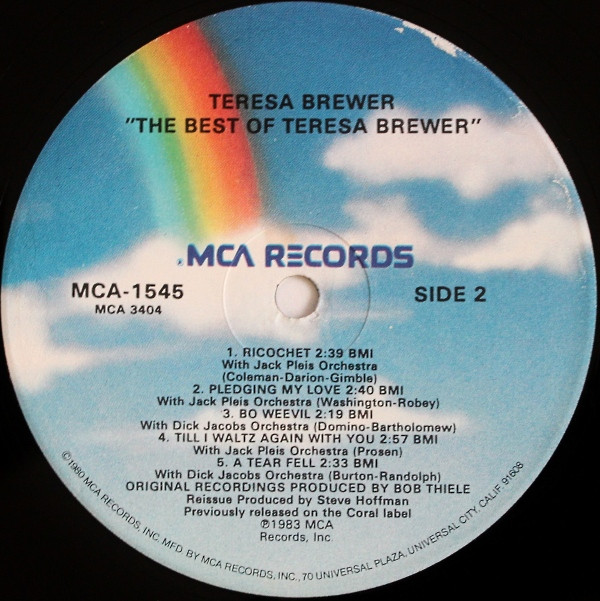 TERESA BREWER
"THE BEST OF TERESA BREWER"
MCA RECORDS
MCA-1545
MCA 3404
SIDE 2
1. RICOCHET 2:39 BMI
With Jack Pleis Orchestra
(Coleman-Darion-Gimble)
2. PLEDGING MY LOVE 2:40 BMI
With Jack Pleis Orchestra (Washington-Robey)
3. BO WEEVIL 2:19 BMI
With Dick Jacobs Orchestra (Domino-Bartholomew)
4. TILL I WALTZ AGAIN WITH YOU 2:57 BMI
With Jack Pleis Orchestra (Prosen)
5. A TEAR FELL 2:33 BMI
With Dick Jacobs Orchestra (Burton-Randolph)
ORIGINAL RECORDINGS PRODUCED BY BOB THIELE
Reissue Produced by Steve Hoffman
Previously released on the Coral label
℗1983 MCA
Records, Inc.
©1980 MCA RECORDS, INC. MFD. BY MCA RECORDS, INC., 70 UNIVERSAL PLAZA, UNIVERSAL CITY, CALIF. 91608